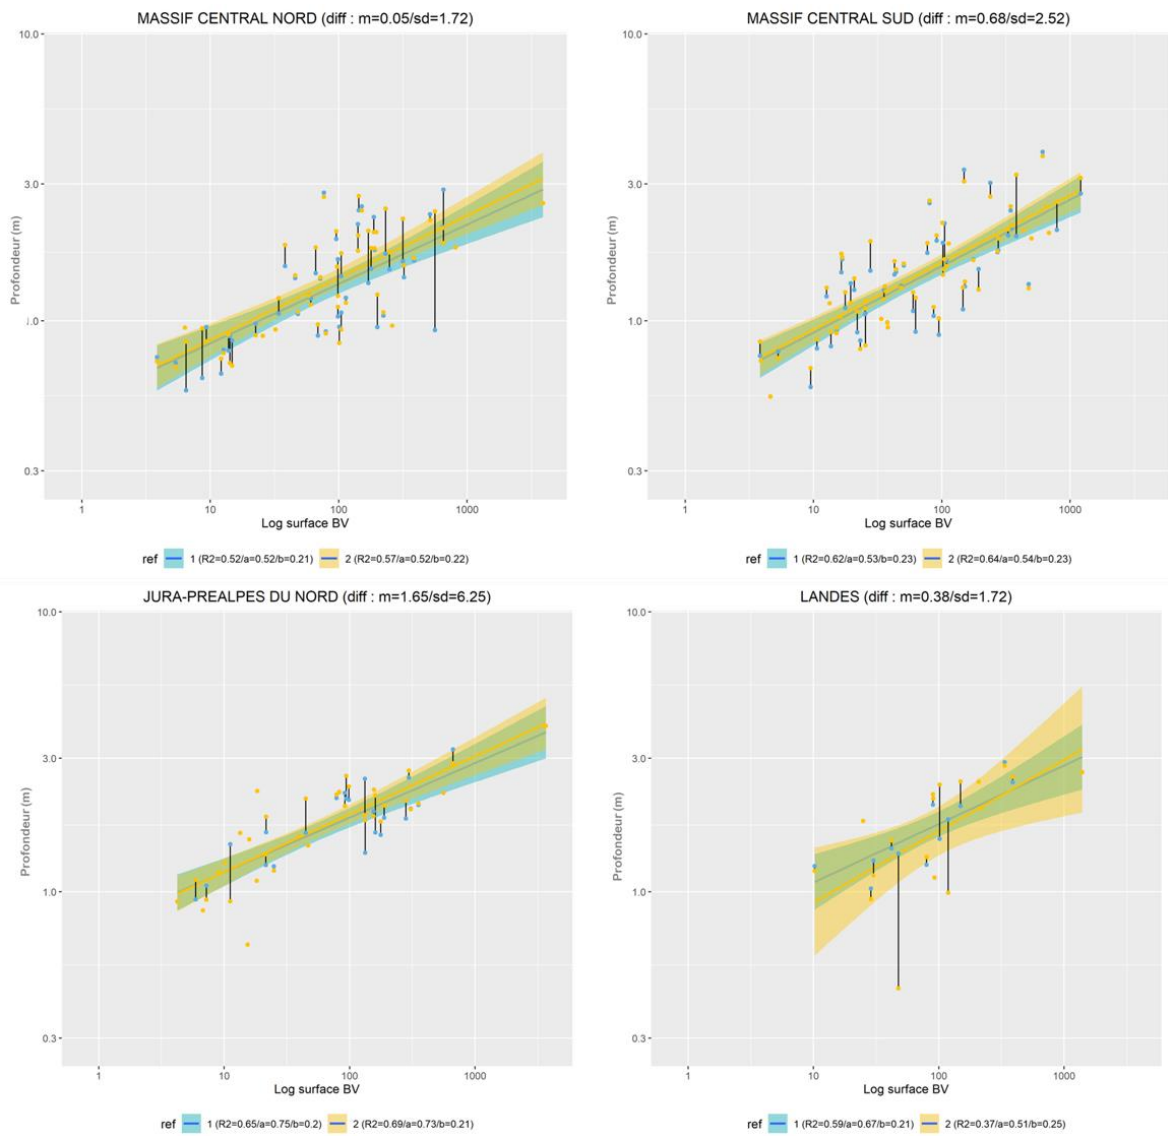 MASSIF CENTRAL NORD (diff : m=0.05/sd=1.72)
10.0
3.0
1.0
0.3
Profondeur (m)
1 10 100 1000
Log surface BV
ref 1 (R2=0.52/a=0.52/b=0.21) 2 (R2=0.57/a=0.52/b=0.22)
MASSIF CENTRAL SUD (diff : m=0.68/sd=2.52)
10.0
3.0
1.0
0.3
Profondeur (m)
1 10 100 1000
Log surface BV
ref 1 (R2=0.62/a=0.53/b=0.23) 2 (R2=0.64/a=0.54/b=0.23)
JURA-PREALPES DU NORD (diff : m=1.65/sd=6.25)
10.0
3.0
1.0
0.3
Profondeur (m)
1 10 100 1000
Log surface BV
ref 1 (R2=0.65/a=0.75/b=0.2) 2 (R2=0.69/a=0.73/b=0.21)
LANDES (diff : m=0.38/sd=1.72)
10.0
3.0
1.0
0.3
Profondeur (m)
1 10 100 1000
Log surface BV
ref 1 (R2=0.59/a=0.67/b=0.21) 2 (R2=0.37/a=0.51/b=0.25)